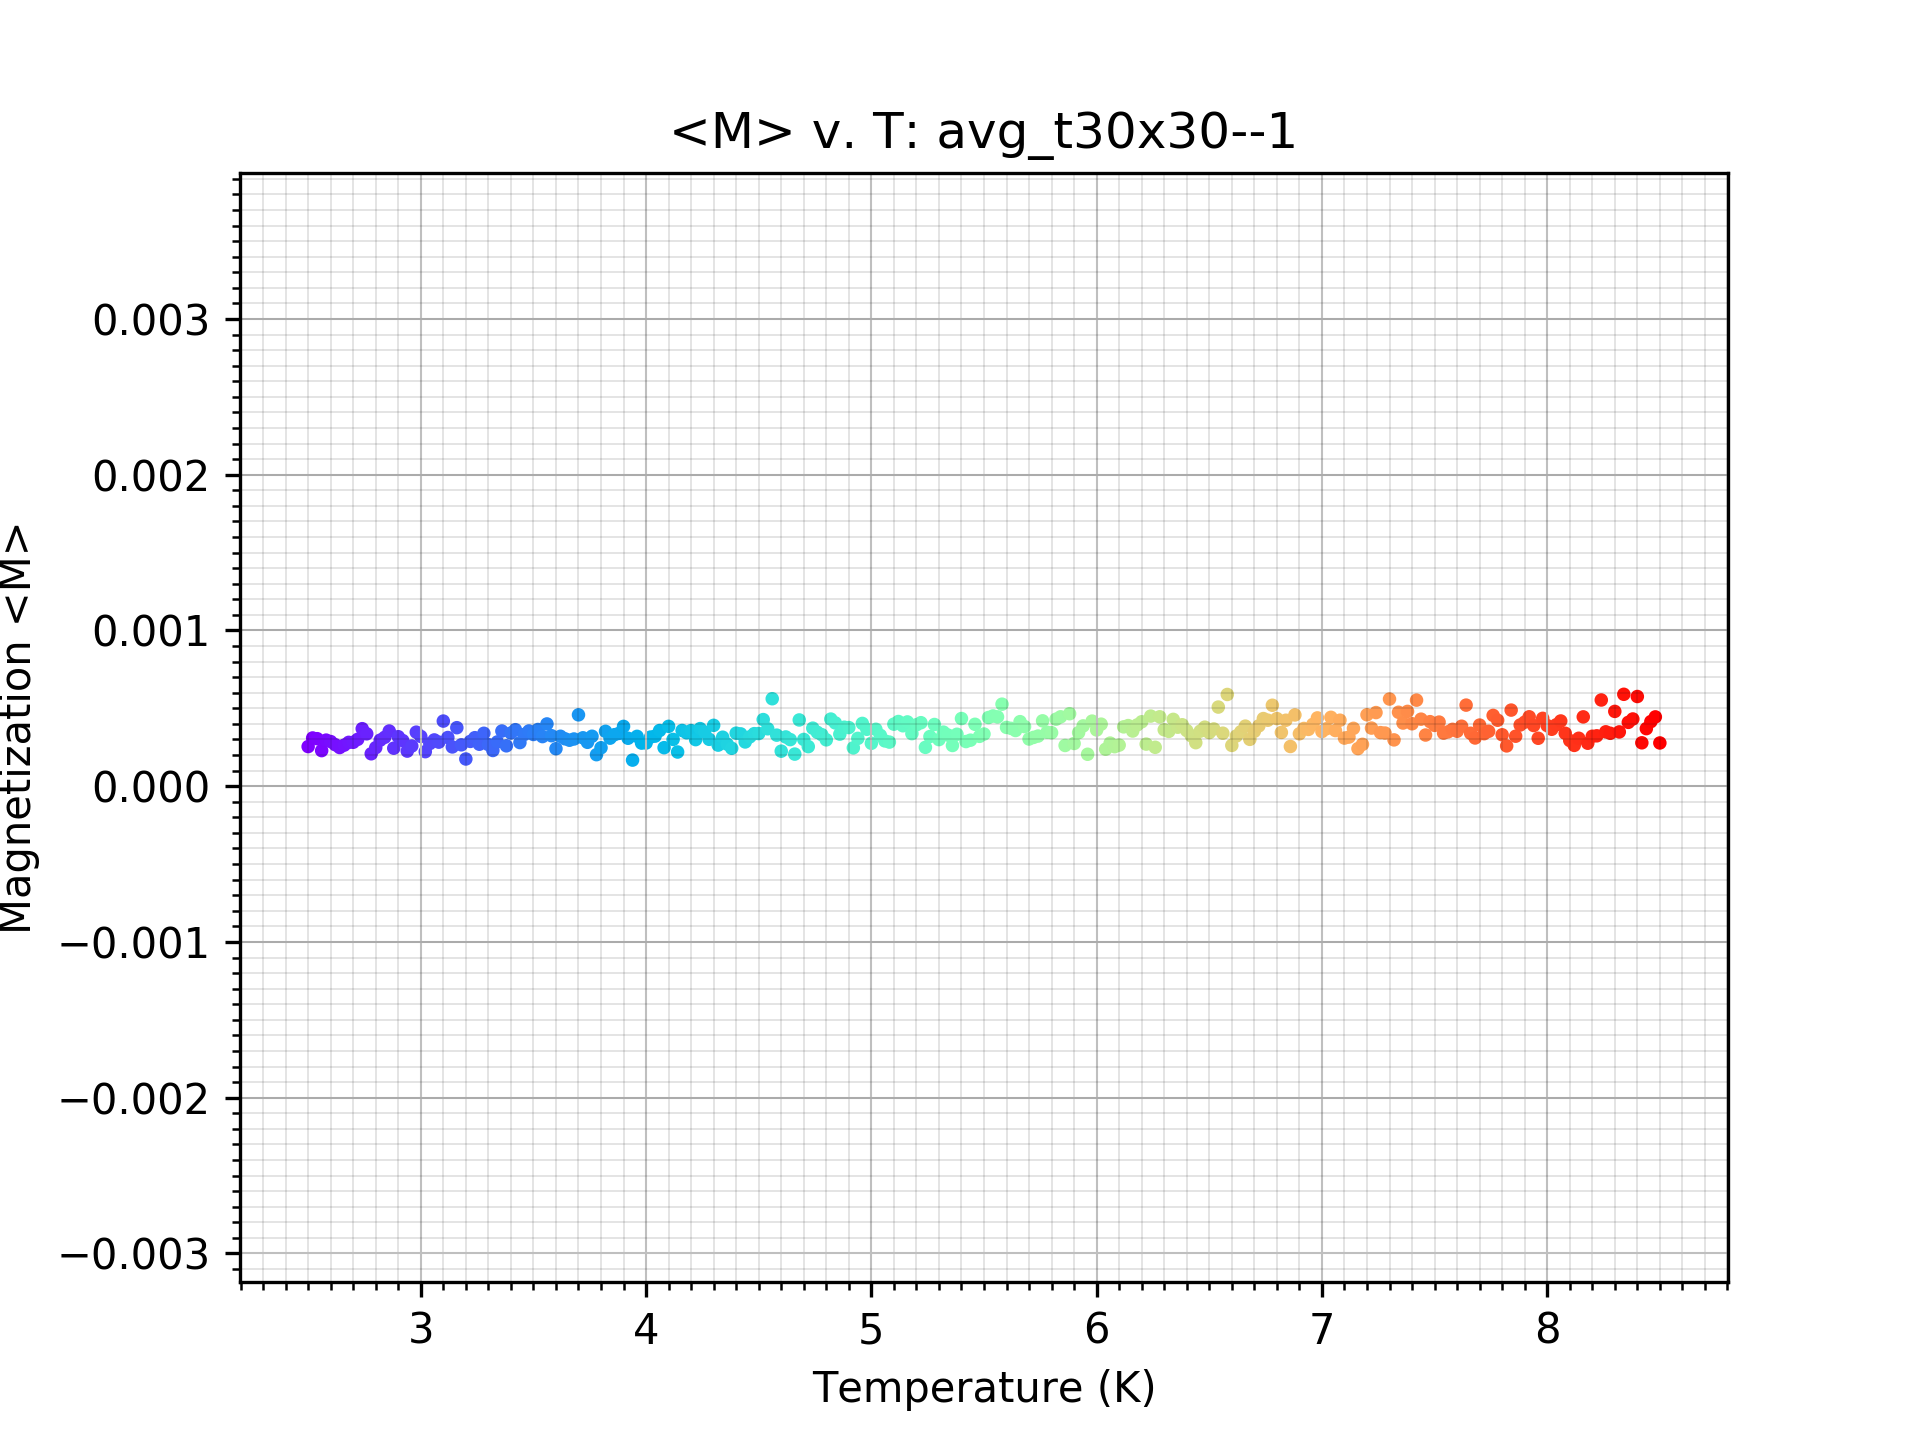 <M> v. T: avg_t30x30--1
0.003
0.002
0.001
0.000
−0.001
−0.002
−0.003
Magnetization <M>
3 4 5 6 7 8
Temperature (K)